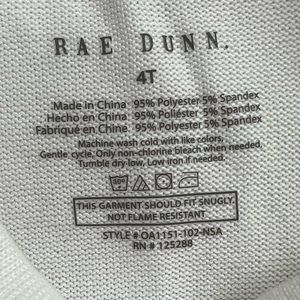 RAE DUNN.
4T
Made in China 95% Polyester 5% Spandex
Hecho en China 95% Poliéster 5% Spandex
Fabriqué en China 95% Polyester 5% Spandex
Machine wash cold with like colors,
Gentle cycle, Only non-chlorine bleach when needed,
Tumble dry low, Low iron if needed.
THIS GARMENT SHOULD FIT SNUGLY.
NOT FLAME RESISTANT.
STYLE # OA1151-102-NSA
RN # 125288